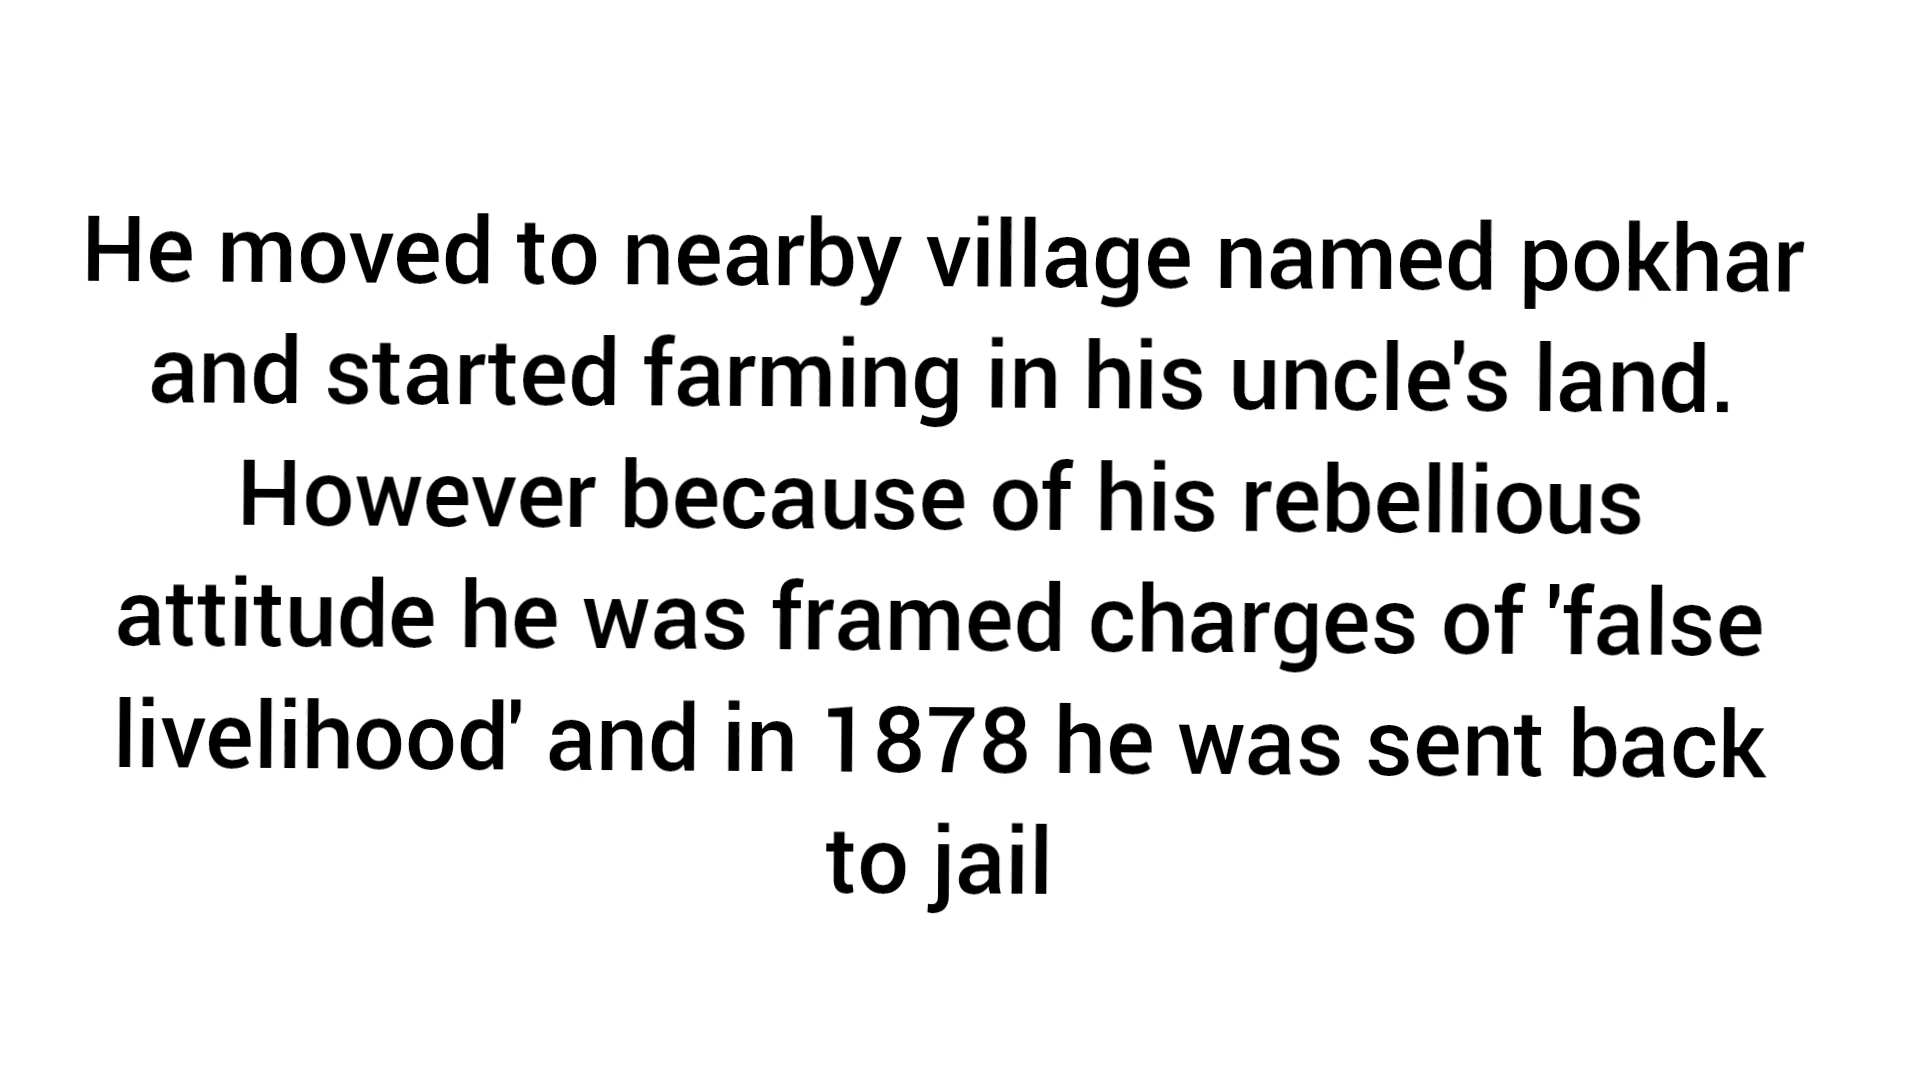 He moved to nearby village named pokhar
and started farming in his uncle's land.
However because of his rebellious
attitude he was framed charges of 'false
livelihood' and in 1878 he was sent back
to jail